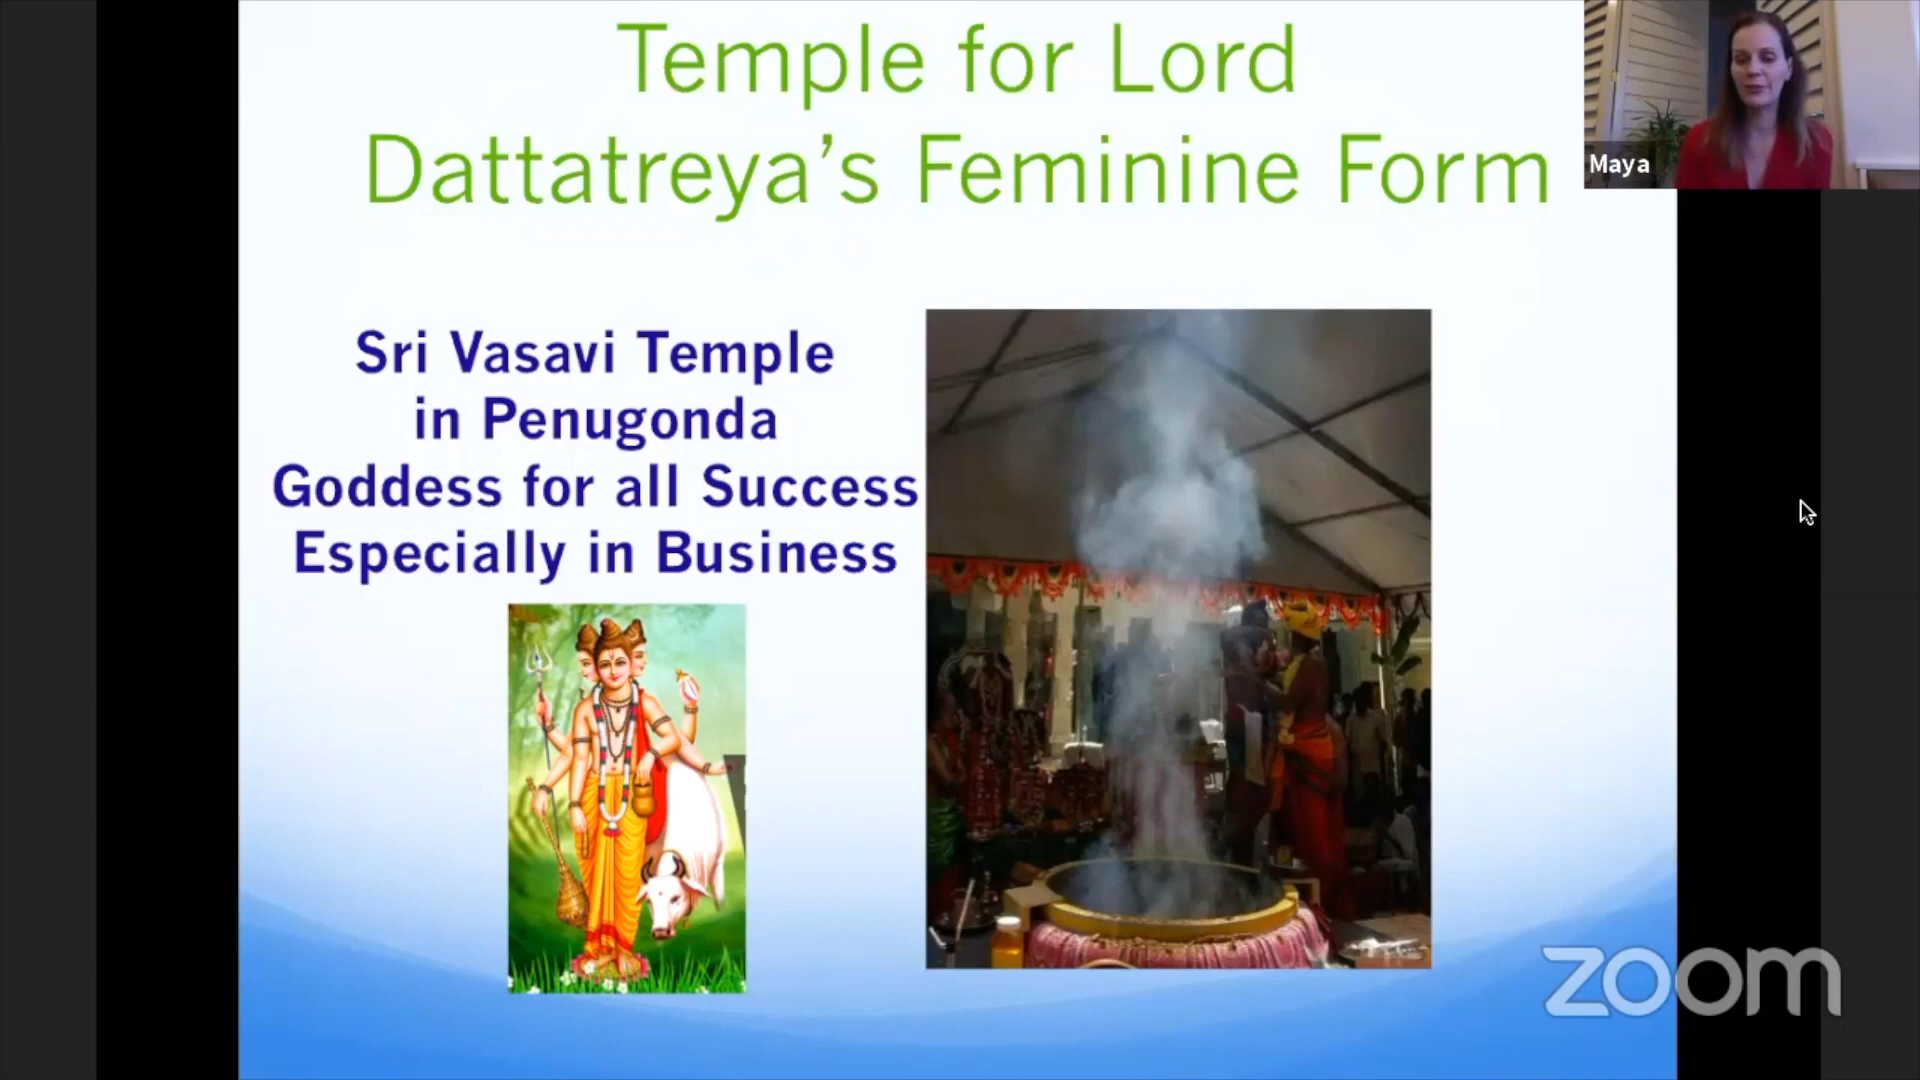 Temple for Lord
Dattatreya’s Feminine Form
Maya
Sri Vasavi Temple
in Penugonda
Goddess for all Success
Especially in Business
zoom